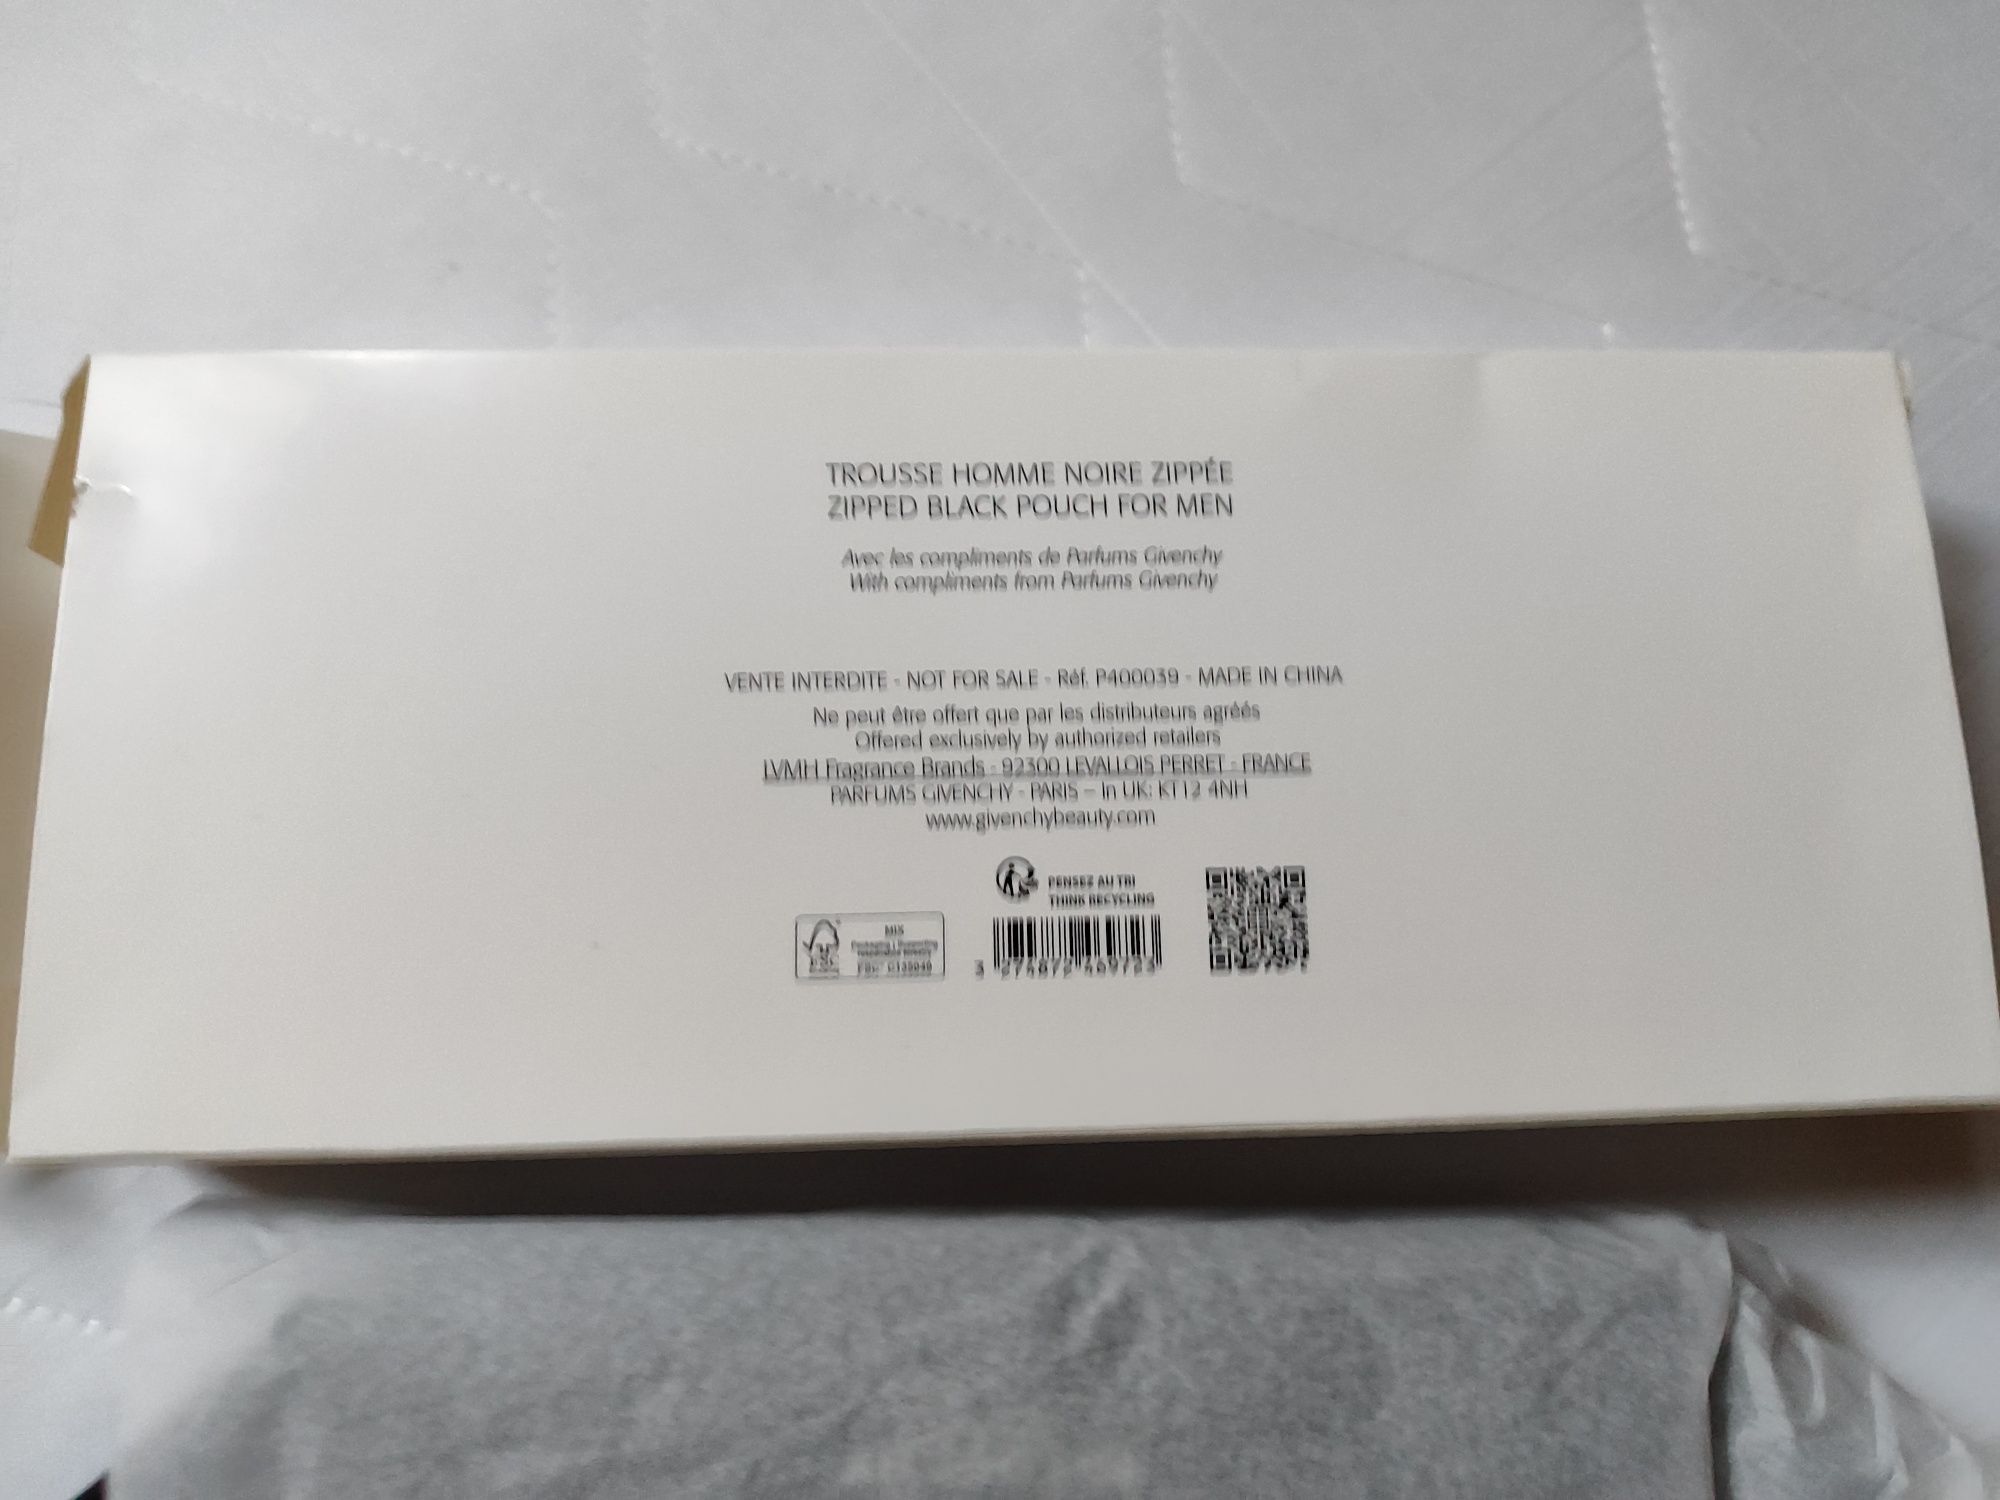 TROUSSE HOMME NOIRE ZIPPÉE
ZIPPED BLACK POUCH FOR MEN
Avec les compliments de Parfums Givenchy
With compliments from Parfums Givenchy
VENTE INTERDITE - NOT FOR SALE - Réf. P400039 - MADE IN CHINA
Ne peut être offert que par les distributeurs agréés
Offered exclusively by authorized retailers
LVMH Fragrance Brands - 92300 LEVALLOIS PERRET - FRANCE
PARFUMS GIVENCHY - PARIS – In UK: KT12 4NH
www.givenchybeauty.com
PENSEZ AU TRI
THINK RECYCLING
MIX
FSC
3